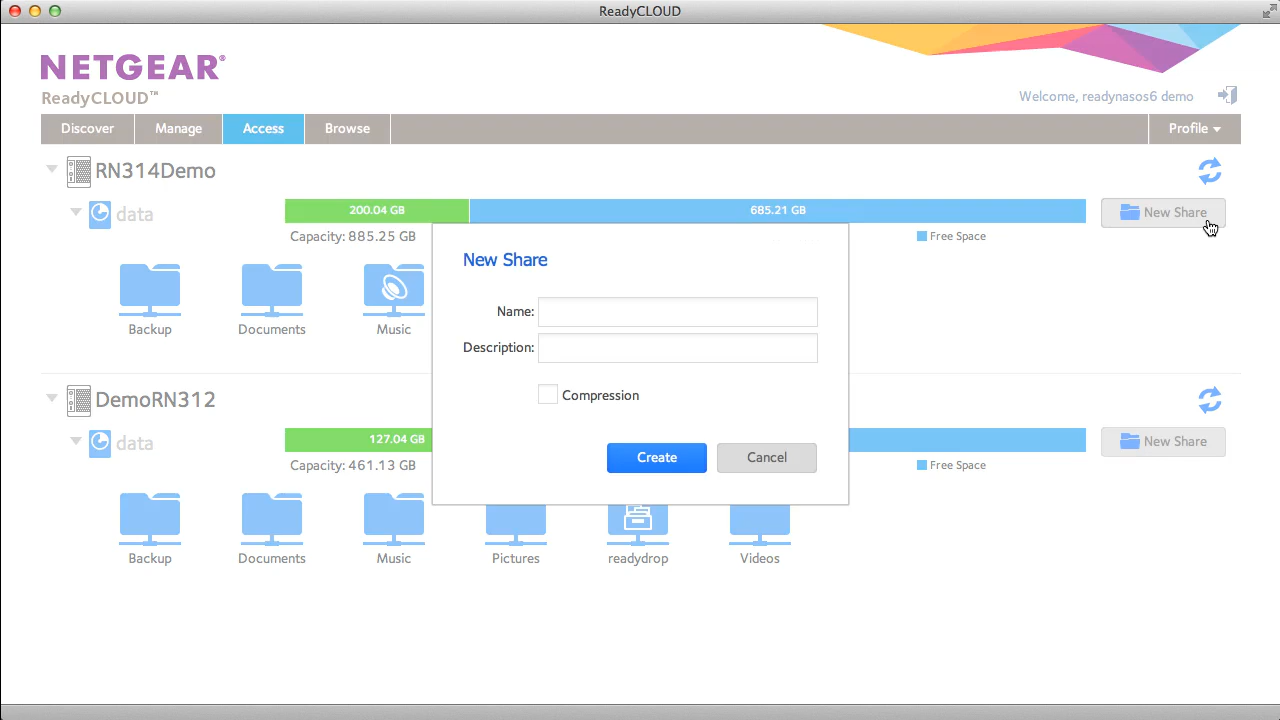 ReadyCLOUD
NETGEAR®
ReadyCLOUD™
Welcome, readynasos6 demo
Discover Manage Access Browse Profile
RN314Demo
data 200.04 GB 685.21 GB New Share
Capacity: 885.25 GB Free Space
Backup Documents Music
New Share
Name:
Description:
Compression
Create Cancel
DemoRN312
data 127.04 GB New Share
Capacity: 461.13 GB Free Space
Backup Documents Music Pictures readydrop Videos